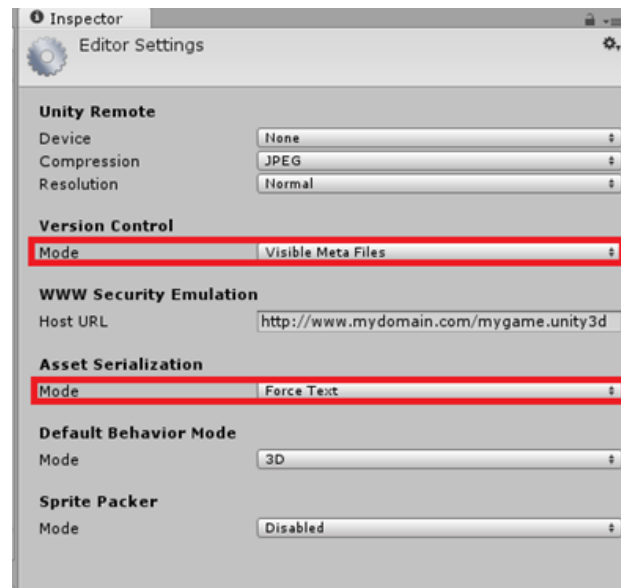 Inspector
Editor Settings
Unity Remote
Device None
Compression JPEG
Resolution Normal
Version Control
Mode Visible Meta Files
WWW Security Emulation
Host URL http://www.mydomain.com/mygame.unity3d
Asset Serialization
Mode Force Text
Default Behavior Mode
Mode 3D
Sprite Packer
Mode Disabled